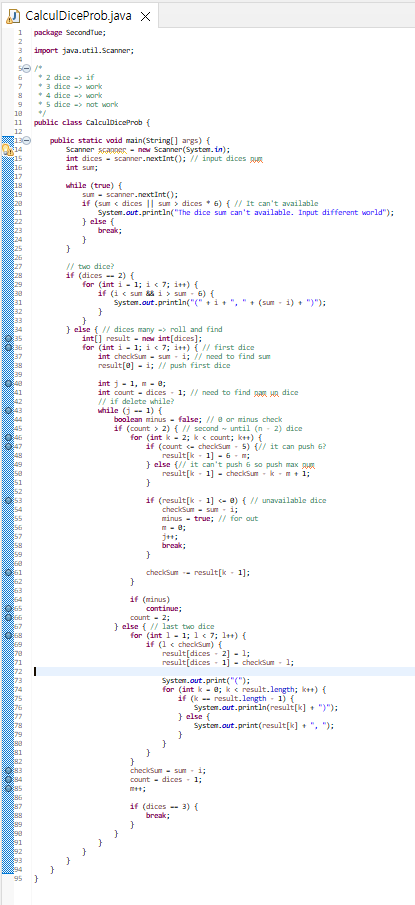 CalculDiceProb.java
1 package SecondTue;
2
3 import java.util.Scanner;
4
5 /*
6 * 2 dice => if
7 * 3 dice => work
8 * 4 dice => work
9 * 5 dice => not work
10 */
11 public class CalculDiceProb {
12
13 public static void main(String[] args) {
14 Scanner scanner = new Scanner(System.in);
15 int dices = scanner.nextInt(); // input dices num
16 int sum;
17
18 while (true) {
19 sum = scanner.nextInt();
20 if (sum < dices || sum > dices * 6) { // It can't available
21 System.out.println("The dice sum can't available. Input different world");
22 } else {
23 break;
24 }
25 }
26
27 // two dice?
28 if (dices == 2) {
29 for (int i = 1; i < 7; i++) {
30 if (i < sum && i > sum - 6) {
31 System.out.println("(" + i + ", " + (sum - i) + ")");
32 }
33 }
34 } else { // dices many => roll and find
35 int[] result = new int[dices];
36 for (int i = 1; i < 7; i++) { // first dice
37 int checkSum = sum - i; // need to find sum
38 result[0] = i; // push first dice
39
40 int j = 1, m = 0;
41 int count = dices - 1; // need to find nam un dice
42 // if delete while?
43 while (j == 1) {
44 boolean minus = false; // 0 or minus check
45 if (count > 2) { // second ~ until (n - 2) dice
46 for (int k = 2; k < count; k++) {
47 if (count <= checkSum - 5) {// it can push 6?
48 result[k - 1] = 6 - m;
49 } else {// it can't push 6 so push max num
50 result[k - 1] = checkSum - k - m + 1;
51 }
52
53 if (result[k - 1] <= 0) { // unavailable dice
54 checkSum = sum - i;
55 minus = true; // for out
56 m = 0;
57 j++;
58 break;
59 }
60
61 checkSum -= result[k - 1];
62 }
63
64 if (minus)
65 continue;
66 count = 2;
67 } else { // last two dice
68 for (int l = 1; l < 7; l++) {
69 if (l < checkSum) {
70 result[dices - 2] = l;
71 result[dices - 1] = checkSum - l;
72
73 System.out.print("(");
74 for (int k = 0; k < result.length; k++) {
75 if (k == result.length - 1) {
76 System.out.println(result[k] + ")");
77 } else {
78 System.out.print(result[k] + ", ");
79 }
80 }
81 }
82 }
83 checkSum = sum - i;
84 count = dices - 1;
85 m++;
86
87 if (dices == 3) {
88 break;
89 }
90 }
91 }
92 }
93 }
94 }
95 }